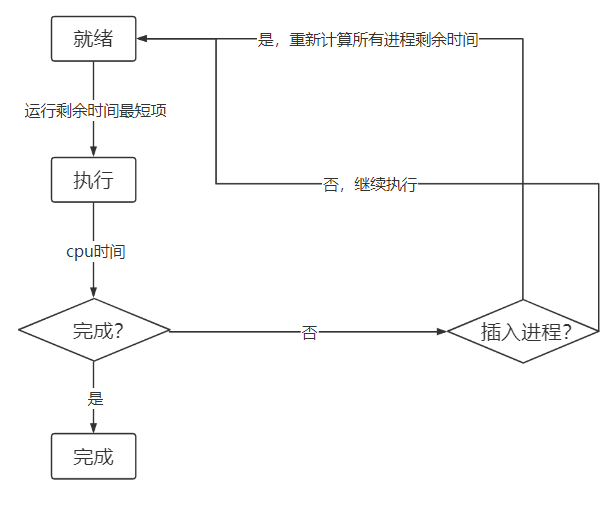 就绪
是，重新计算所有进程剩余时间
运行剩余时间最短项
执行
否，继续执行
cpu时间
完成？
否
插入进程？
是
完成